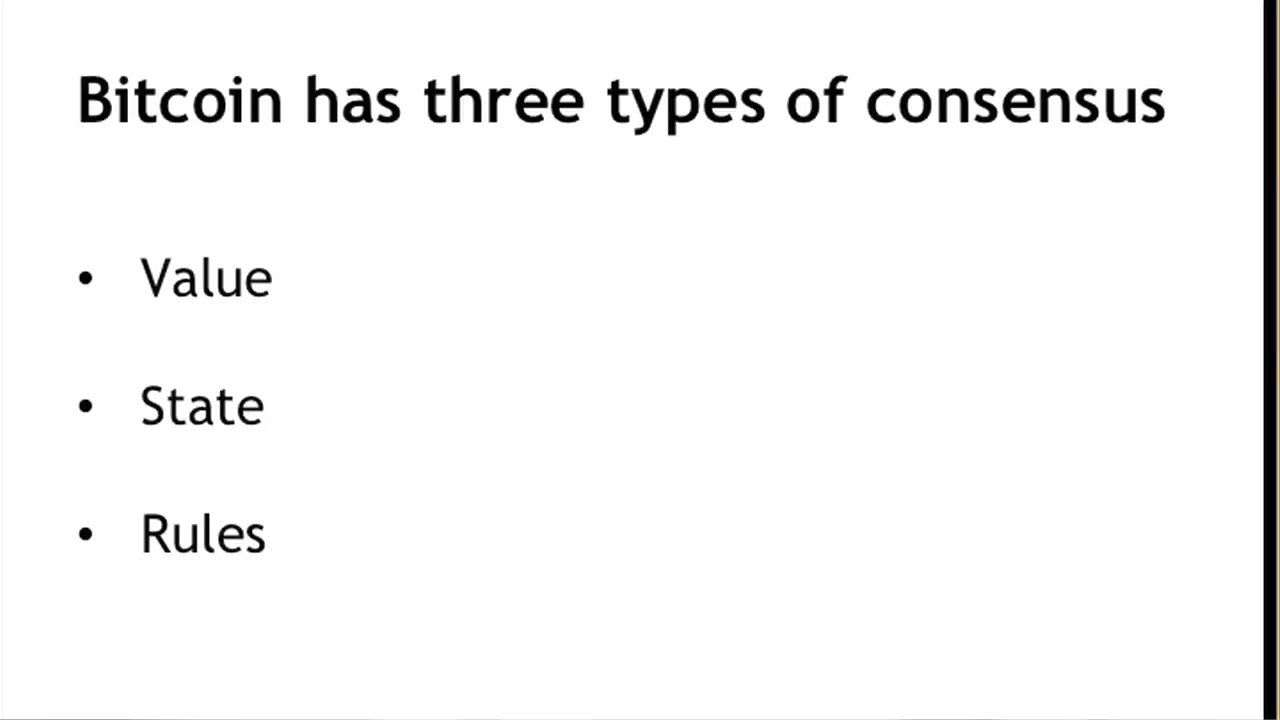 Bitcoin has three types of consensus
• Value
• State
• Rules